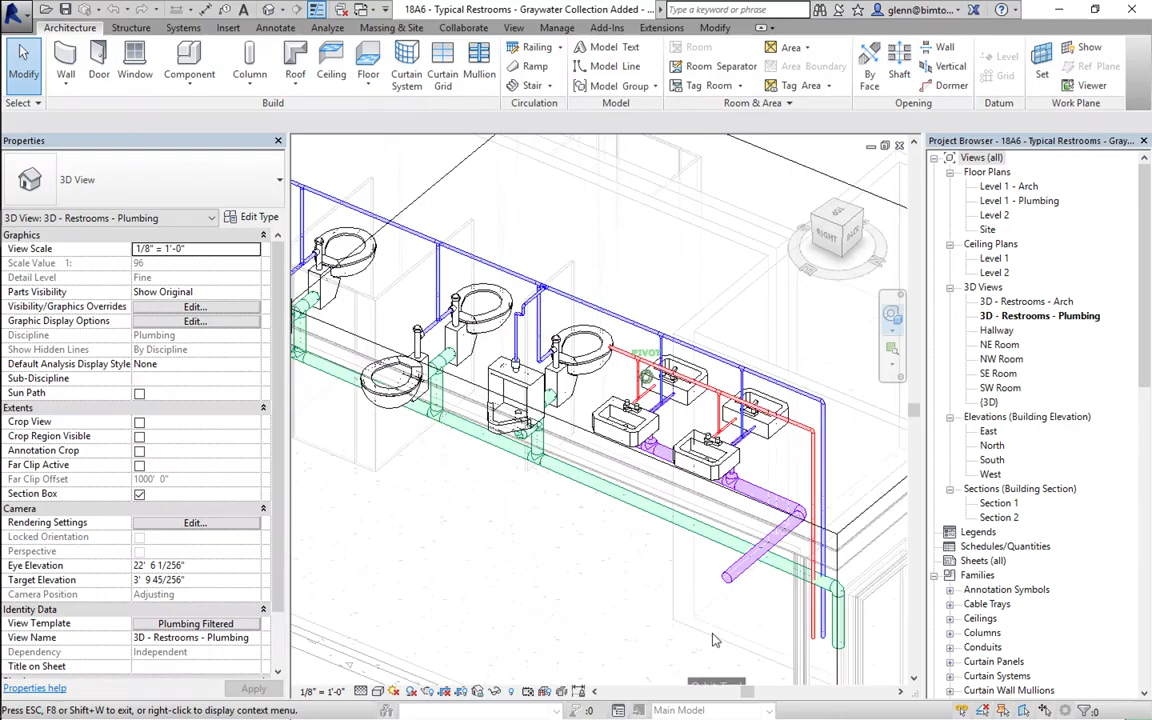 18A6 - Typical Restrooms - Graywater Collection Added -
Type a keyword or phrase
glenn@bimto...
Architecture Structure Systems Insert Annotate Analyze Massing & Site Collaborate View Manage Add-Ins Extensions Modify
Modify
Wall
Door
Window
Component
Column
Roof
Ceiling
Floor
Curtain System
Curtain Grid
Mullion
Railing
Ramp
Stair
Model Text
Model Line
Model Group
Room
Room Separator
Tag Room
Area
Area Boundary
Tag Area
By Face
Shaft
Wall
Vertical
Dormer
Level
Grid
Set
Show
Ref Plane
Viewer
Select
Build
Circulation
Model
Room & Area
Opening
Datum
Work Plane
Properties
3D View
3D View: 3D - Restrooms - Plumbing
Edit Type
Graphics
View Scale 1/8" = 1'-0"
Scale Value 1: 96
Detail Level Fine
Parts Visibility Show Original
Visibility/Graphics Overrides Edit...
Graphic Display Options Edit...
Discipline Plumbing
Show Hidden Lines By Discipline
Default Analysis Display Style None
Sub-Discipline
Sun Path
Extents
Crop View
Crop Region Visible
Annotation Crop
Far Clip Active
Far Clip Offset 1000' 0"
Section Box
Camera
Rendering Settings Edit...
Locked Orientation
Perspective
Eye Elevation 22' 6 1/256"
Target Elevation 3' 9 45/256"
Camera Position Adjusting
Identity Data
View Template Plumbing Filtered
View Name 3D - Restrooms - Plumbing
Dependency Independent
Title on Sheet
Properties help
Apply
PIVOT
TOP
RIGHT
BACK
1/8" = 1'-0"
Project Browser - 18A6 - Typical Restrooms - Gray...
Views (all)
Floor Plans
Level 1 - Arch
Level 1 - Plumbing
Level 2
Site
Ceiling Plans
Level 1
Level 2
3D Views
3D - Restrooms - Arch
3D - Restrooms - Plumbing
Hallway
NE Room
NW Room
SE Room
SW Room
{3D}
Elevations (Building Elevation)
East
North
South
West
Sections (Building Section)
Section 1
Section 2
Legends
Schedules/Quantities
Sheets (all)
Families
Annotation Symbols
Cable Trays
Ceilings
Columns
Conduits
Curtain Panels
Curtain Systems
Curtain Wall Mullions
Press ESC, F8 or Shift+W to exit, or right-click to display context menu.
:0
Main Model
:0